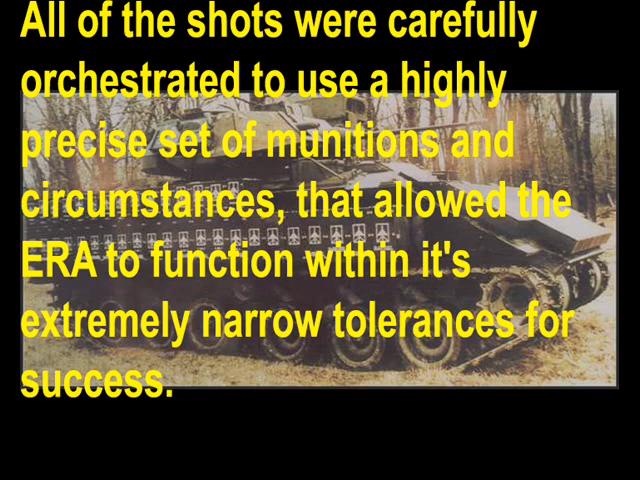 All of the shots were carefully
orchestrated to use a highly
precise set of munitions and
circumstances, that allowed the
ERA to function within it's
extremely narrow tolerances for
success.